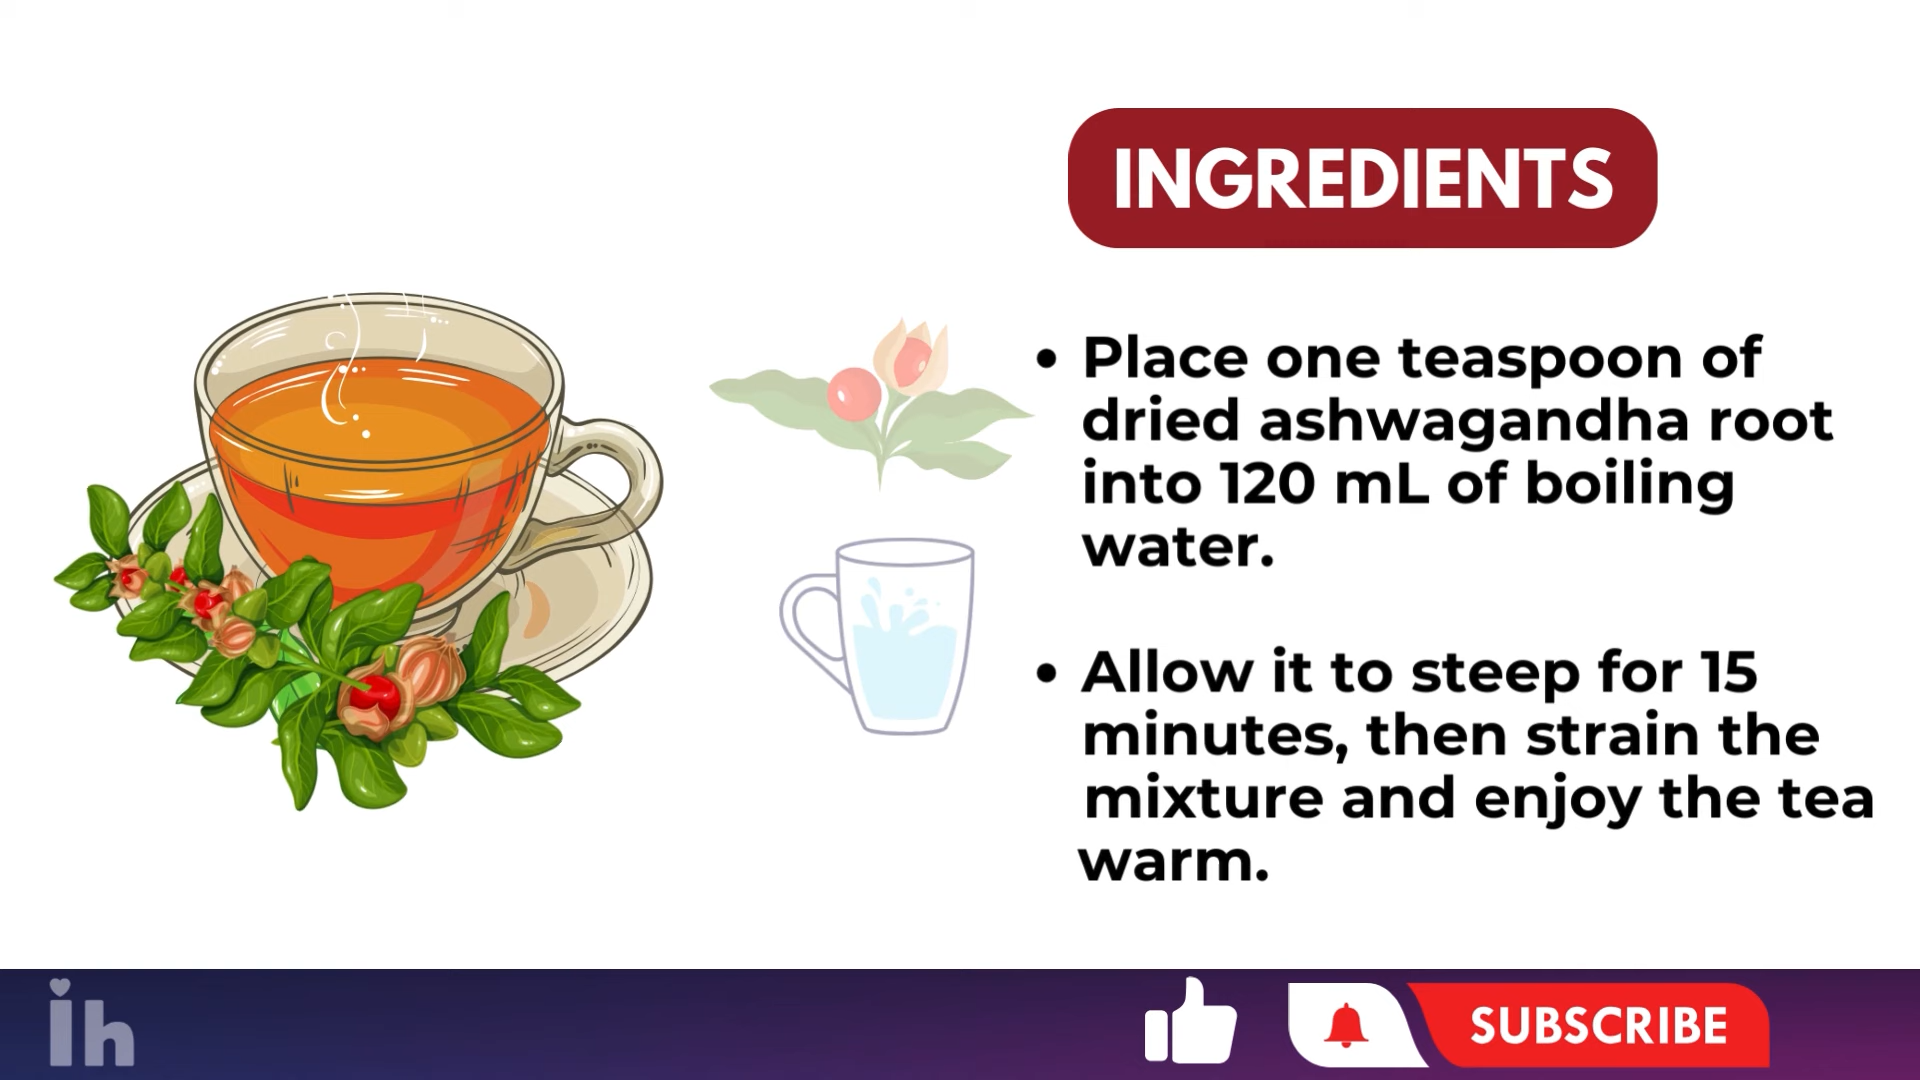 INGREDIENTS
• Place one teaspoon of
dried ashwagandha root
into 120 mL of boiling
water.
• Allow it to steep for 15
minutes, then strain the
mixture and enjoy the tea
warm.
ih
SUBSCRIBE